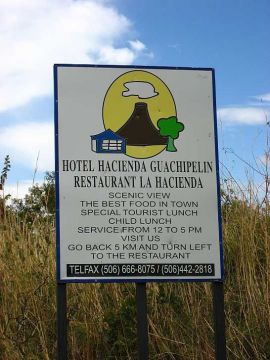 HOTEL HACIENDA GUACHIPELIN
RESTAURANT LA HACIENDA
SCENIC VIEW
THE BEST FOOD IN TOWN
SPECIAL TOURIST LUNCH
CHILD LUNCH
SERVICE FROM 12 TO 5 PM
VISIT US
GO BACK 5 KM AND TURN LEFT
TO THE RESTAURANT
TELFAX (506) 666-8075 / (506)442-2818